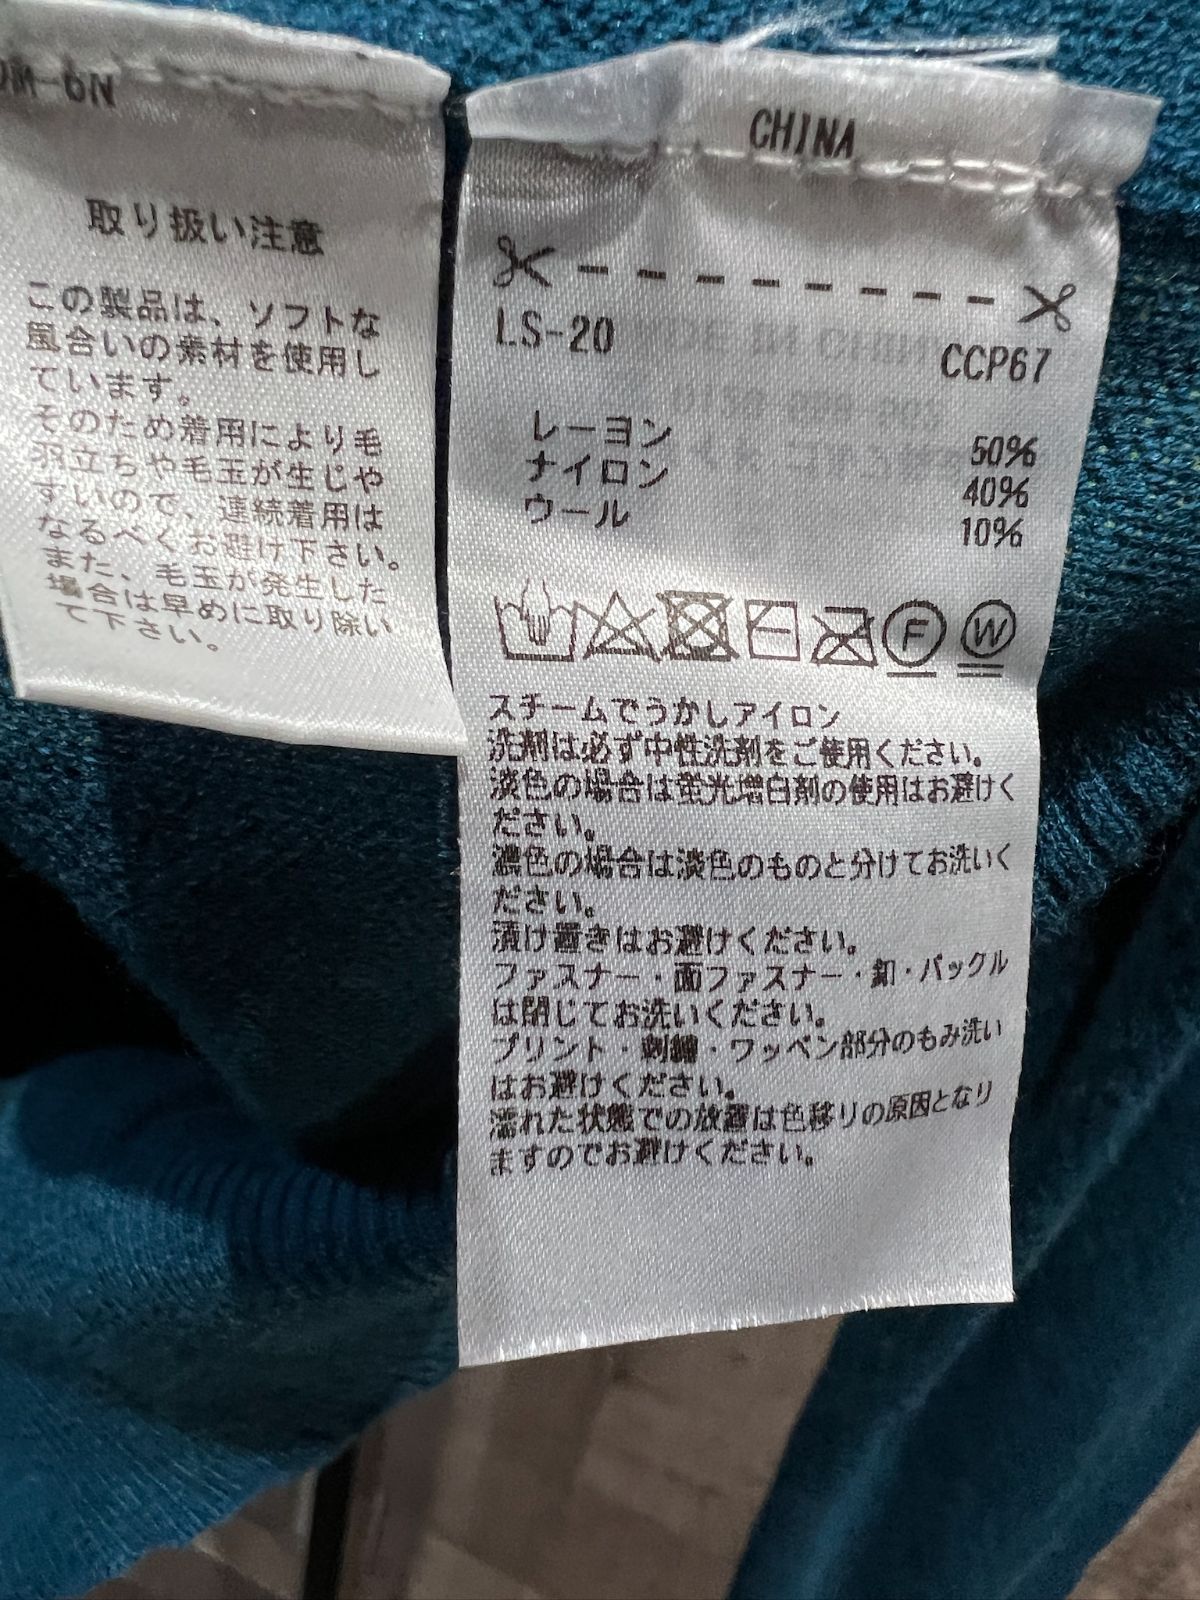 取り扱い注意
この製品は、ソフトな
風合いの素材を使用し
ています。
そのため着用により毛
羽立ちや毛玉が生じや
すいので、連続着用は
なるべくお避け下さい。
また、毛玉が発生した
場合は早めに取り除い
て下さい。
CHINA
LS-20
CCP67
レーヨン 50%
ナイロン 40%
ウール 10%
F W
スチームでうかしアイロン
洗剤は必ず中性洗剤をご使用ください。
淡色の場合は蛍光増白剤の使用はお避けく
ださい。
濃色の場合は淡色のものと分けてお洗いく
ださい。
漬け置きはお避けください。
ファスナー・面ファスナー・釦・バックル
は閉じてお洗いください。
プリント・刺繍・ワッペン部分のもみ洗い
はお避けください。
濡れた状態での放置は色移りの原因となり
ますのでお避けください。